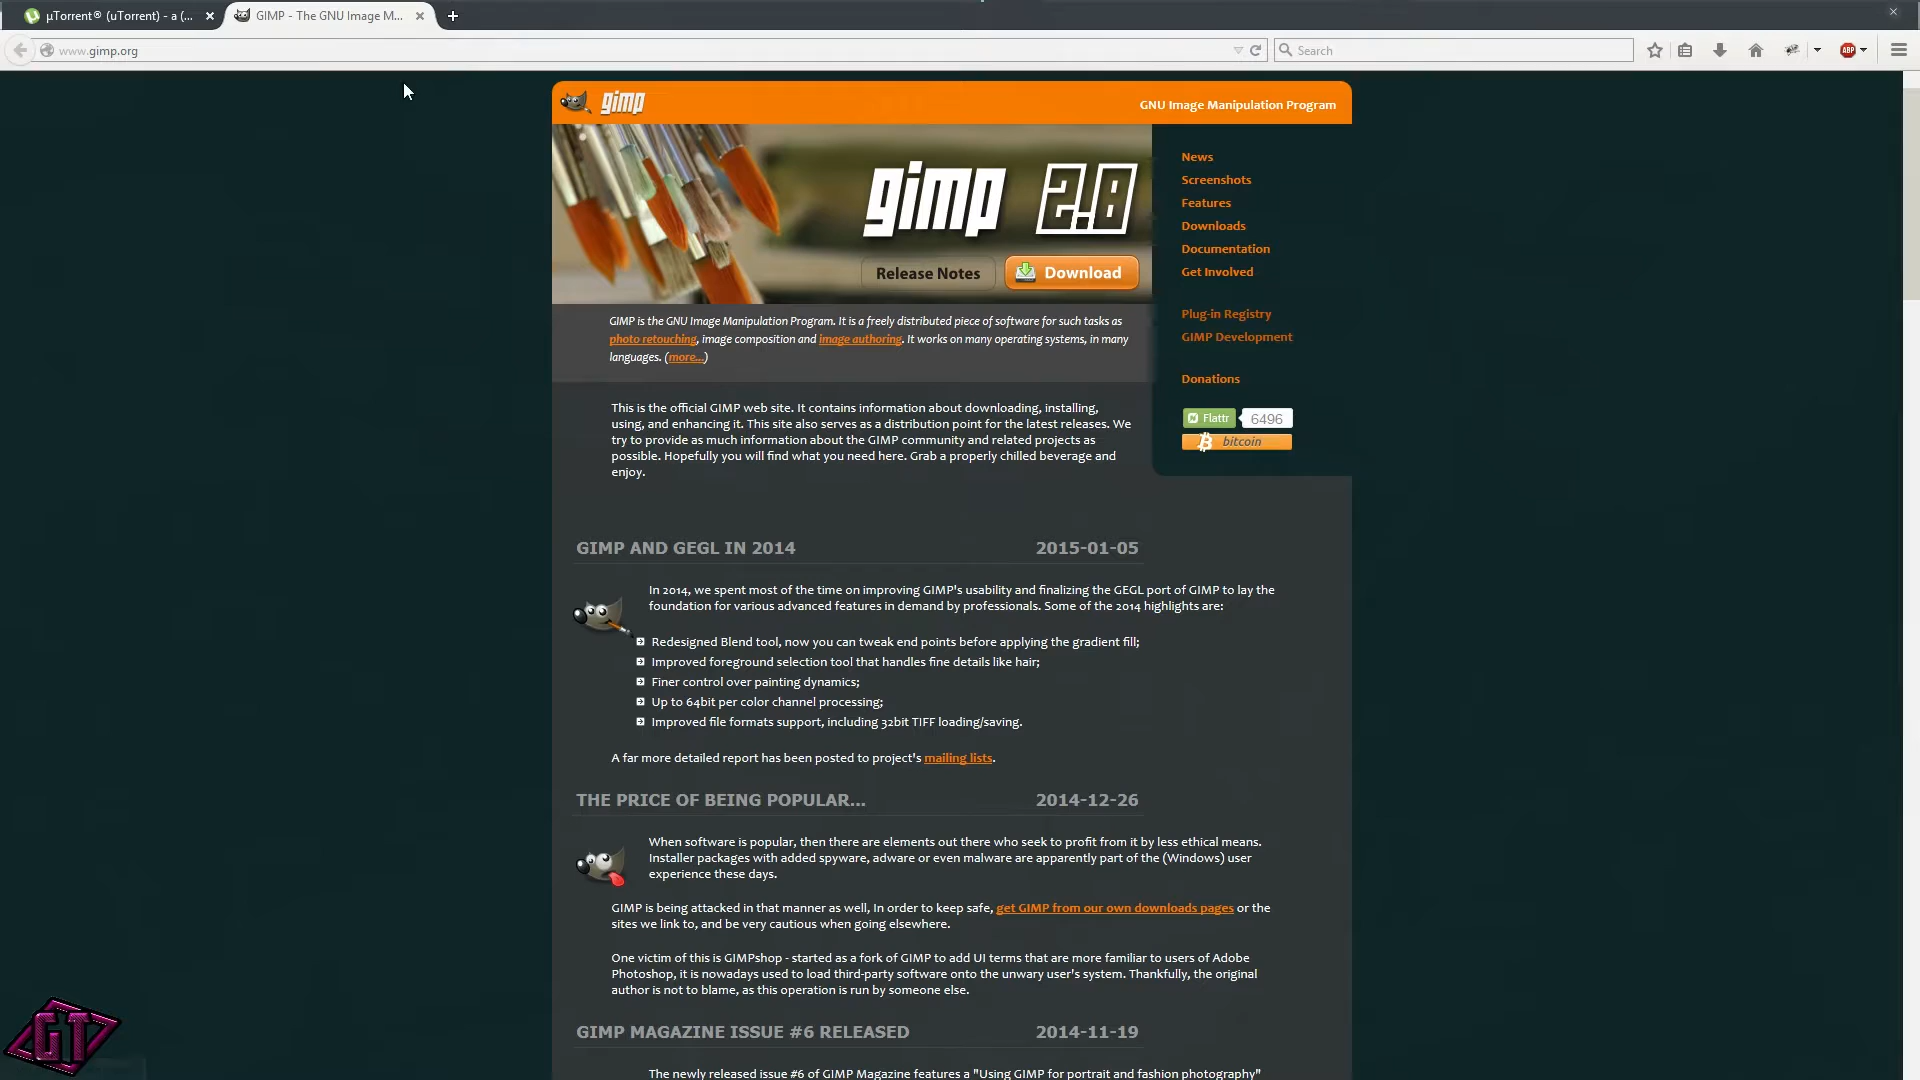 µTorrent® (uTorrent) - a (...
GIMP - The GNU Image M...
www.gimp.org
Search
ABP
gimp
GNU Image Manipulation Program
gimp 2.8
Release Notes
Download
News
Screenshots
Features
Downloads
Documentation
Get Involved
Plug-in Registry
GIMP Development
Donations
Flattr
6496
bitcoin
GIMP is the GNU Image Manipulation Program. It is a freely distributed piece of software for such tasks as
photo retouching, image composition and image authoring. It works on many operating systems, in many
languages. (more...)
This is the official GIMP web site. It contains information about downloading, installing,
using, and enhancing it. This site also serves as a distribution point for the latest releases. We
try to provide as much information about the GIMP community and related projects as
possible. Hopefully you will find what you need here. Grab a properly chilled beverage and
enjoy.
GIMP AND GEGL IN 2014
2015-01-05
In 2014, we spent most of the time on improving GIMP's usability and finalizing the GEGL port of GIMP to lay the
foundation for various advanced features in demand by professionals. Some of the 2014 highlights are:
Redesigned Blend tool, now you can tweak end points before applying the gradient fill;
Improved foreground selection tool that handles fine details like hair;
Finer control over painting dynamics;
Up to 64bit per color channel processing;
Improved file formats support, including 32bit TIFF loading/saving.
A far more detailed report has been posted to project's mailing lists.
THE PRICE OF BEING POPULAR...
2014-12-26
When software is popular, then there are elements out there who seek to profit from it by less ethical means.
Installer packages with added spyware, adware or even malware are apparently part of the (Windows) user
experience these days.
GIMP is being attacked in that manner as well, In order to keep safe, get GIMP from our own downloads pages or the
sites we link to, and be very cautious when going elsewhere.
One victim of this is GIMPshop - started as a fork of GIMP to add UI terms that are more familiar to users of Adobe
Photoshop, it is nowadays used to load third-party software onto the unwary user's system. Thankfully, the original
author is not to blame, as this operation is run by someone else.
GIMP MAGAZINE ISSUE #6 RELEASED
2014-11-19
The newly released issue #6 of GIMP Magazine features a "Using GIMP for portrait and fashion photography"
GT